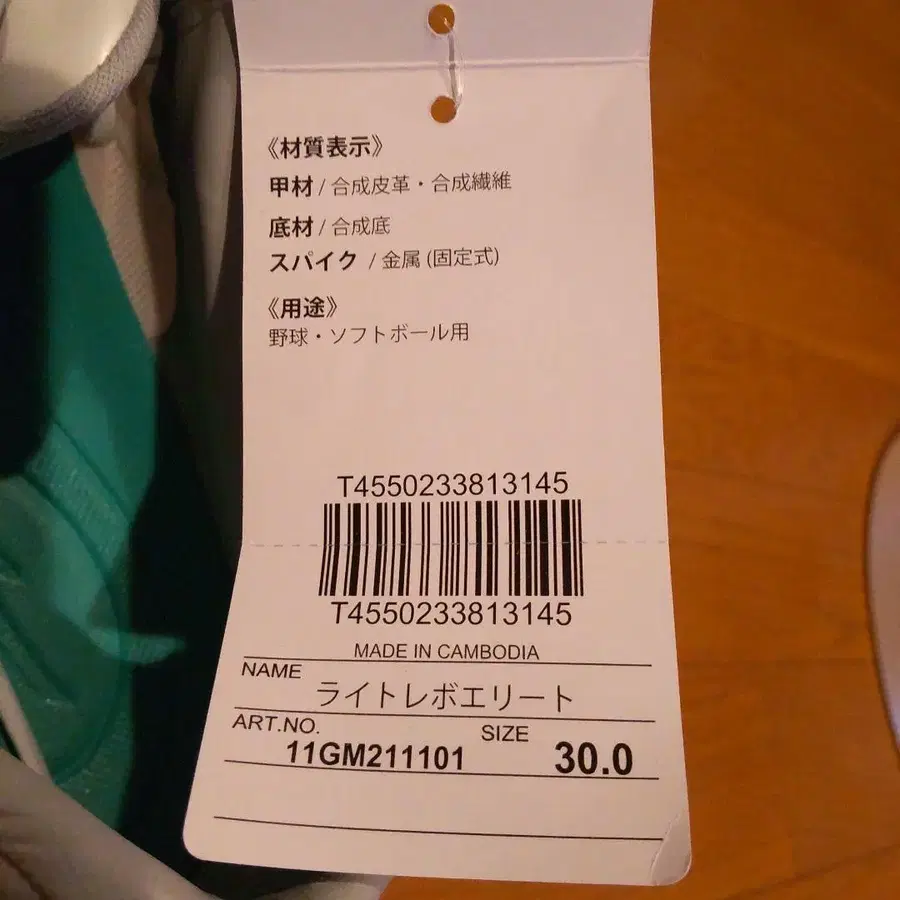 《材質表示》
甲材 / 合成皮革・合成繊維
底材 / 合成底
スパイク / 金属 (固定式)
《用途》
野球・ソフトボール用
T4550233813145
T4550233813145
MADE IN CAMBODIA
NAME
ライトレボエリート
ART.NO. SIZE
11GM211101 30.0